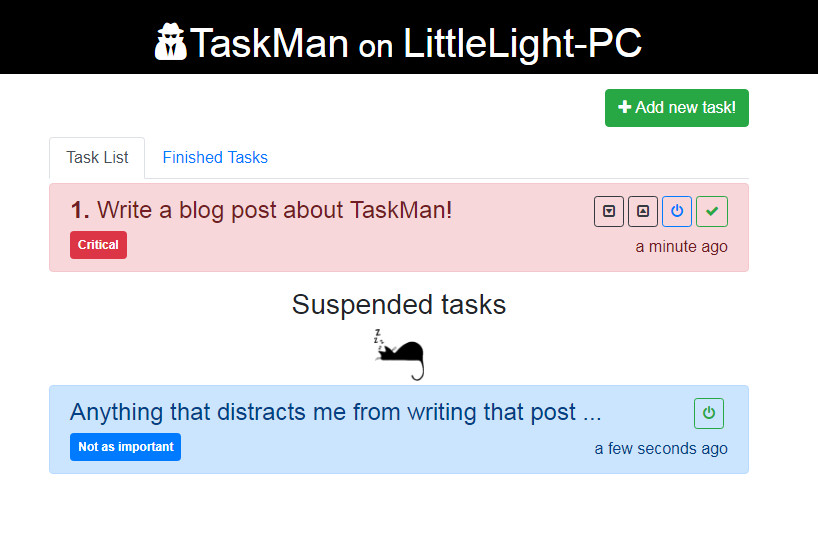 TaskMan on LittleLight-PC
Add new task!
Task List
Finished Tasks
1. Write a blog post about TaskMan!
Critical
a minute ago
Suspended tasks
z
z
z
Anything that distracts me from writing that post ...
Not as important
a few seconds ago